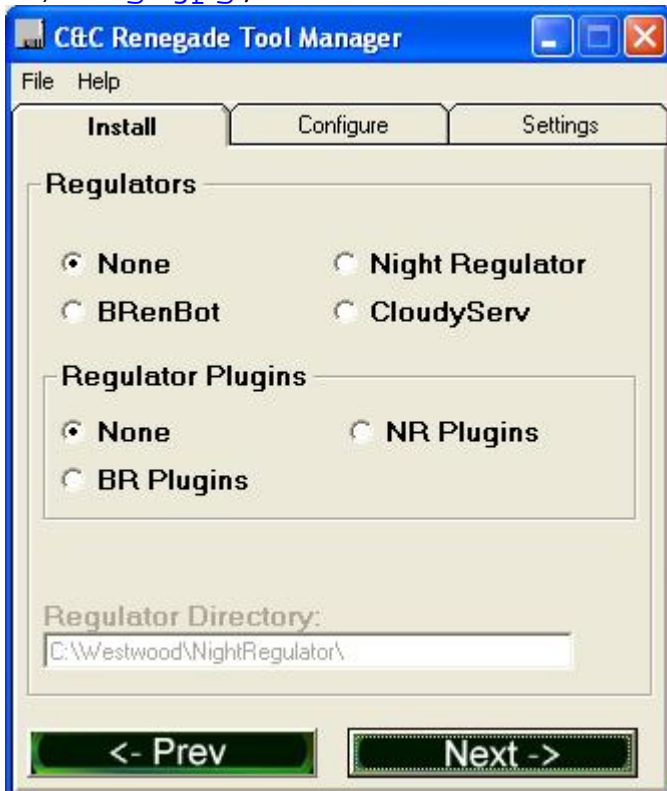 C&C Renegade Tool Manager
File Help
Install Configure Settings
Regulators
None Night Regulator
BRenBot CloudyServ
Regulator Plugins
None NR Plugins
BR Plugins
Regulator Directory:
C:\Westwood\NightRegulator\
<- Prev Next ->